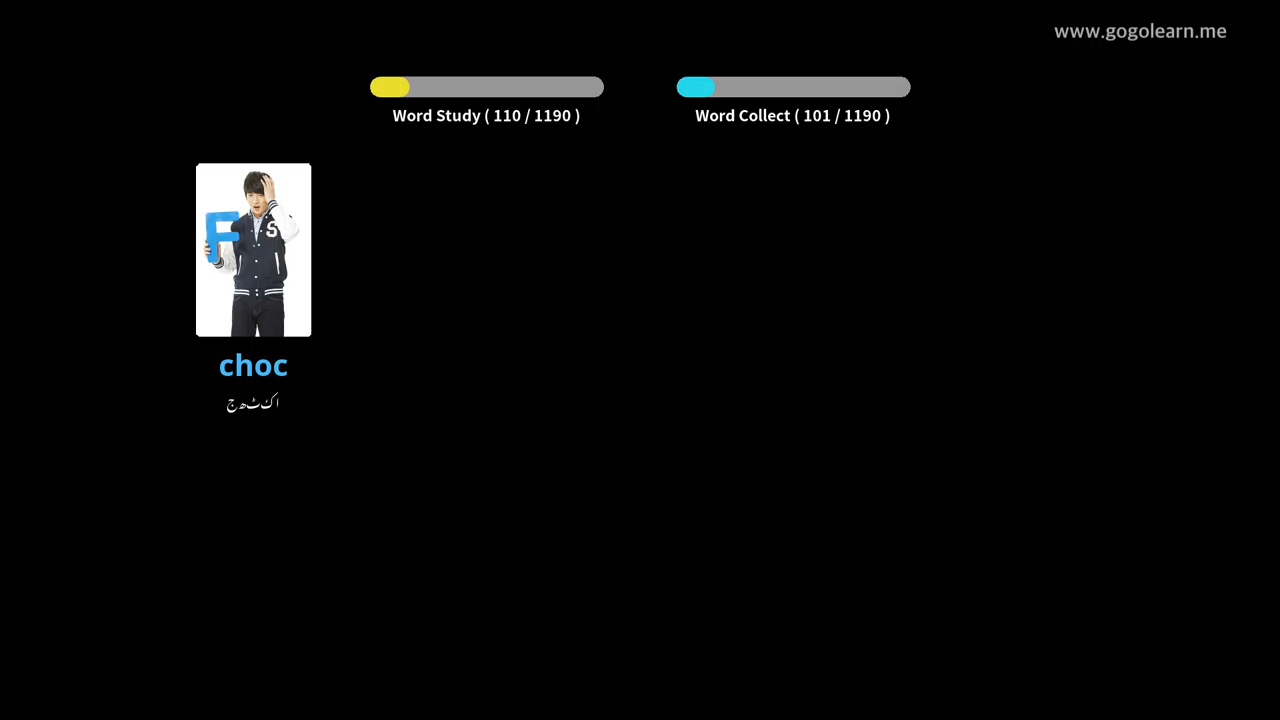 www.gogolearn.me
Word Study ( 110 / 1190 )
Word Collect ( 101 / 1190 )
F
S
choc
اکٹھج